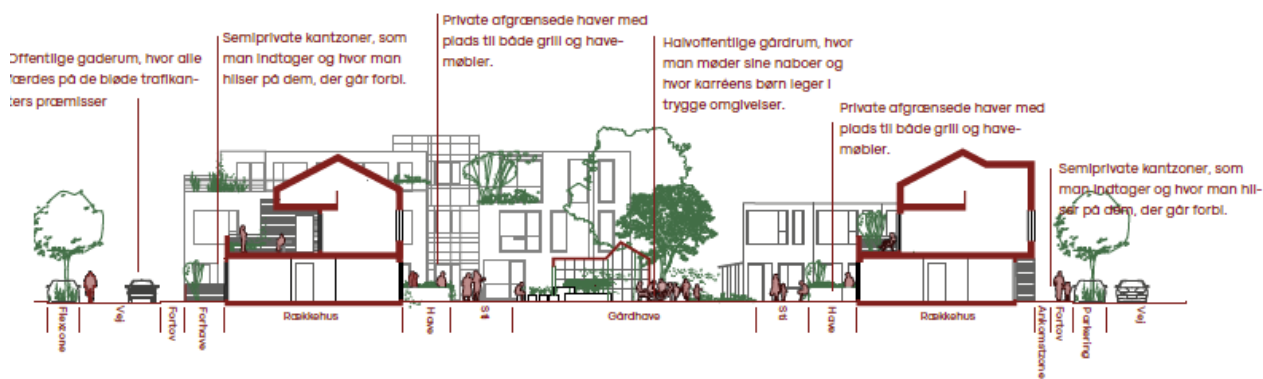 Offentlige gaderum, hvor alle
færdes på de bløde trafikan-
ters præmisser
Semiprivate kantzoner, som
man indtager og hvor man
hilser på dem, der går forbi.
Private afgrænsede haver med
plads til både grill og have-
møbler.
Halvoffentlige gårdrum, hvor
man møder sine naboer og
hvor karréens børn leger i
trygge omgivelser.
Private afgrænsede haver med
plads til både grill og have-
møbler.
Semiprivate kantzoner, som
man indtager og hvor man hil-
ser på dem, der går forbi.
Flexzone
Vej
Fortov
Forhave
Rækkehus
Have
Sti
Gårdhave
Sti
Have
Rækkehus
Ankomstzone
Fortov
Parkering
Vej